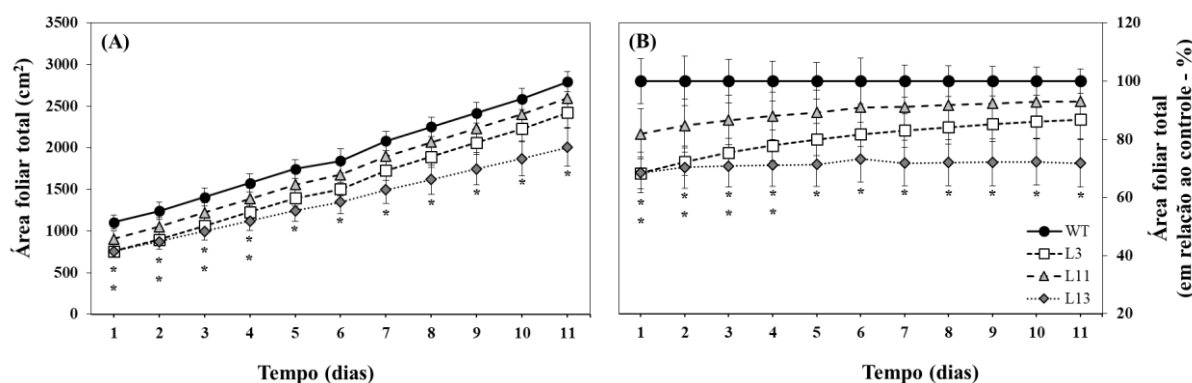 (A)
Área foliar total (cm²)
3500
3000
2500
2000
1500
1000
500
0
* * * * * * * * * * *
* * * *
1 2 3 4 5 6 7 8 9 10 11
Tempo (dias)
(B)
120
100
80
60
40
20
Área foliar total
(em relação ao controle - %)
* * * * * * * * * * *
* * * *
WT
L3
L11
L13
1 2 3 4 5 6 7 8 9 10 11
Tempo (dias)